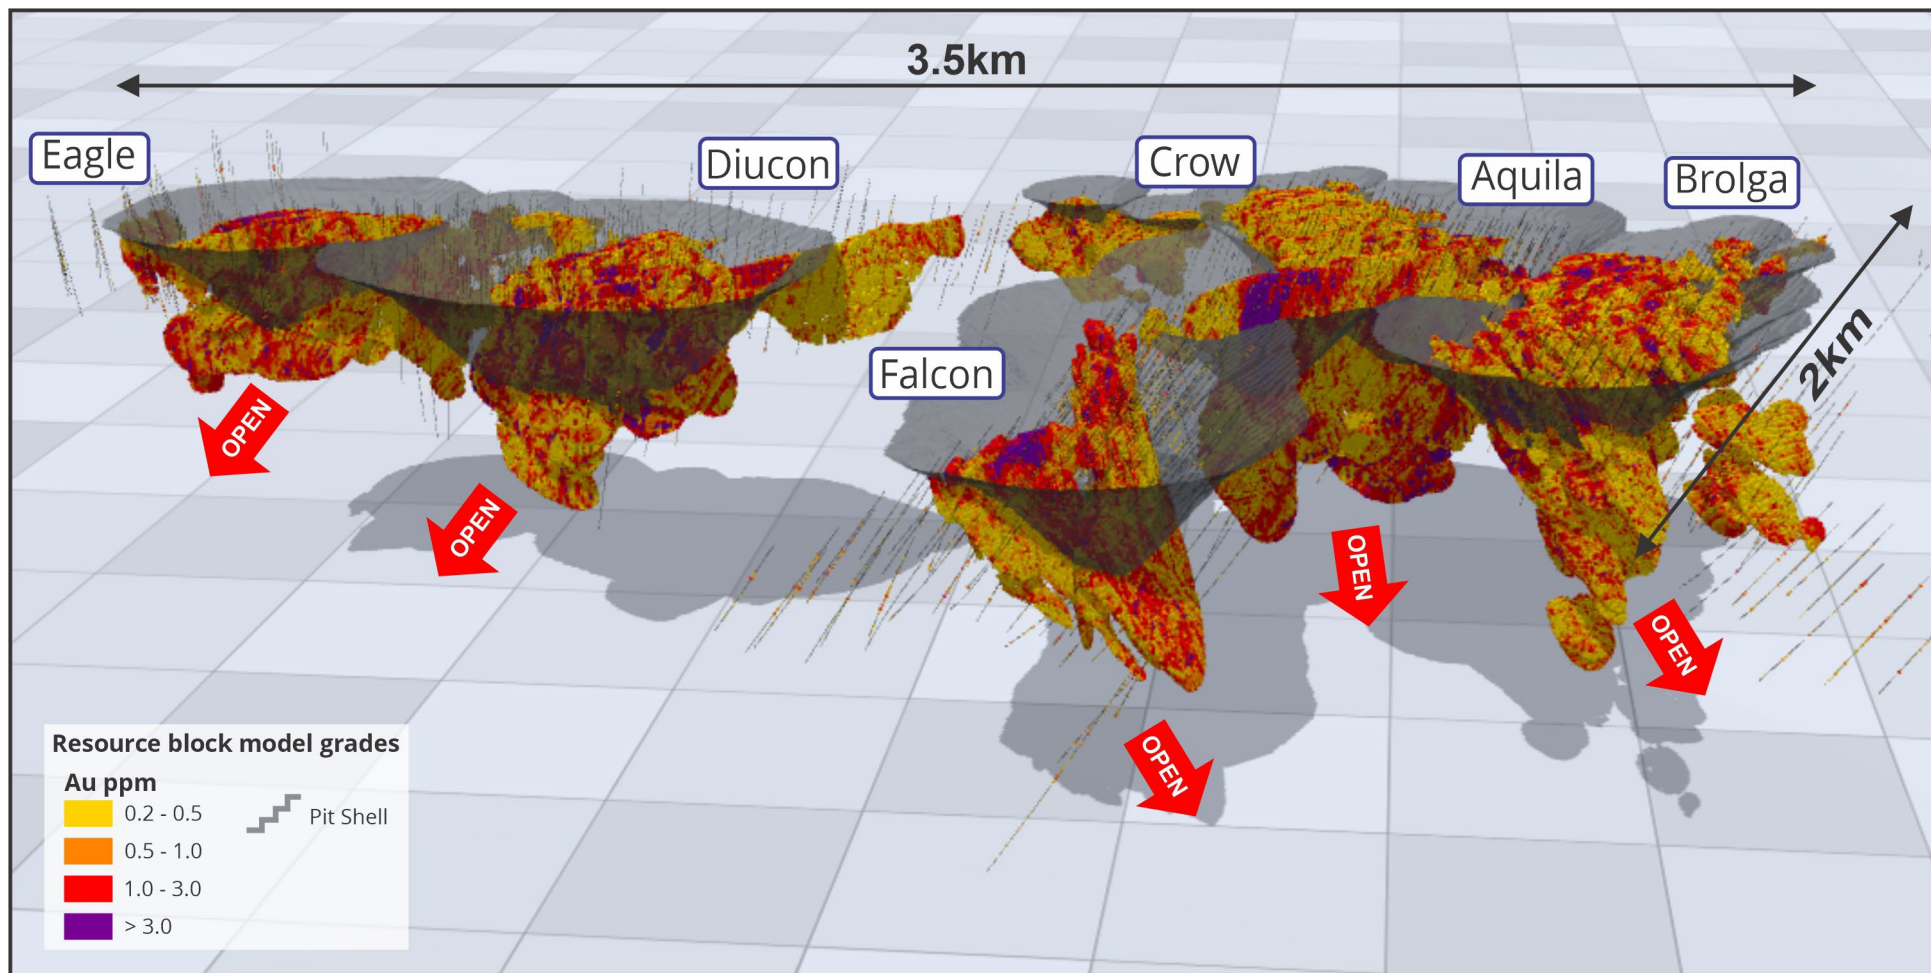 3.5km
Eagle
Diucon
Crow
Aquila
Brolga
2km
Falcon
OPEN
OPEN
OPEN
OPEN
OPEN
Resource block model grades
Au ppm
0.2 - 0.5
Pit Shell
0.5 - 1.0
1.0 - 3.0
> 3.0